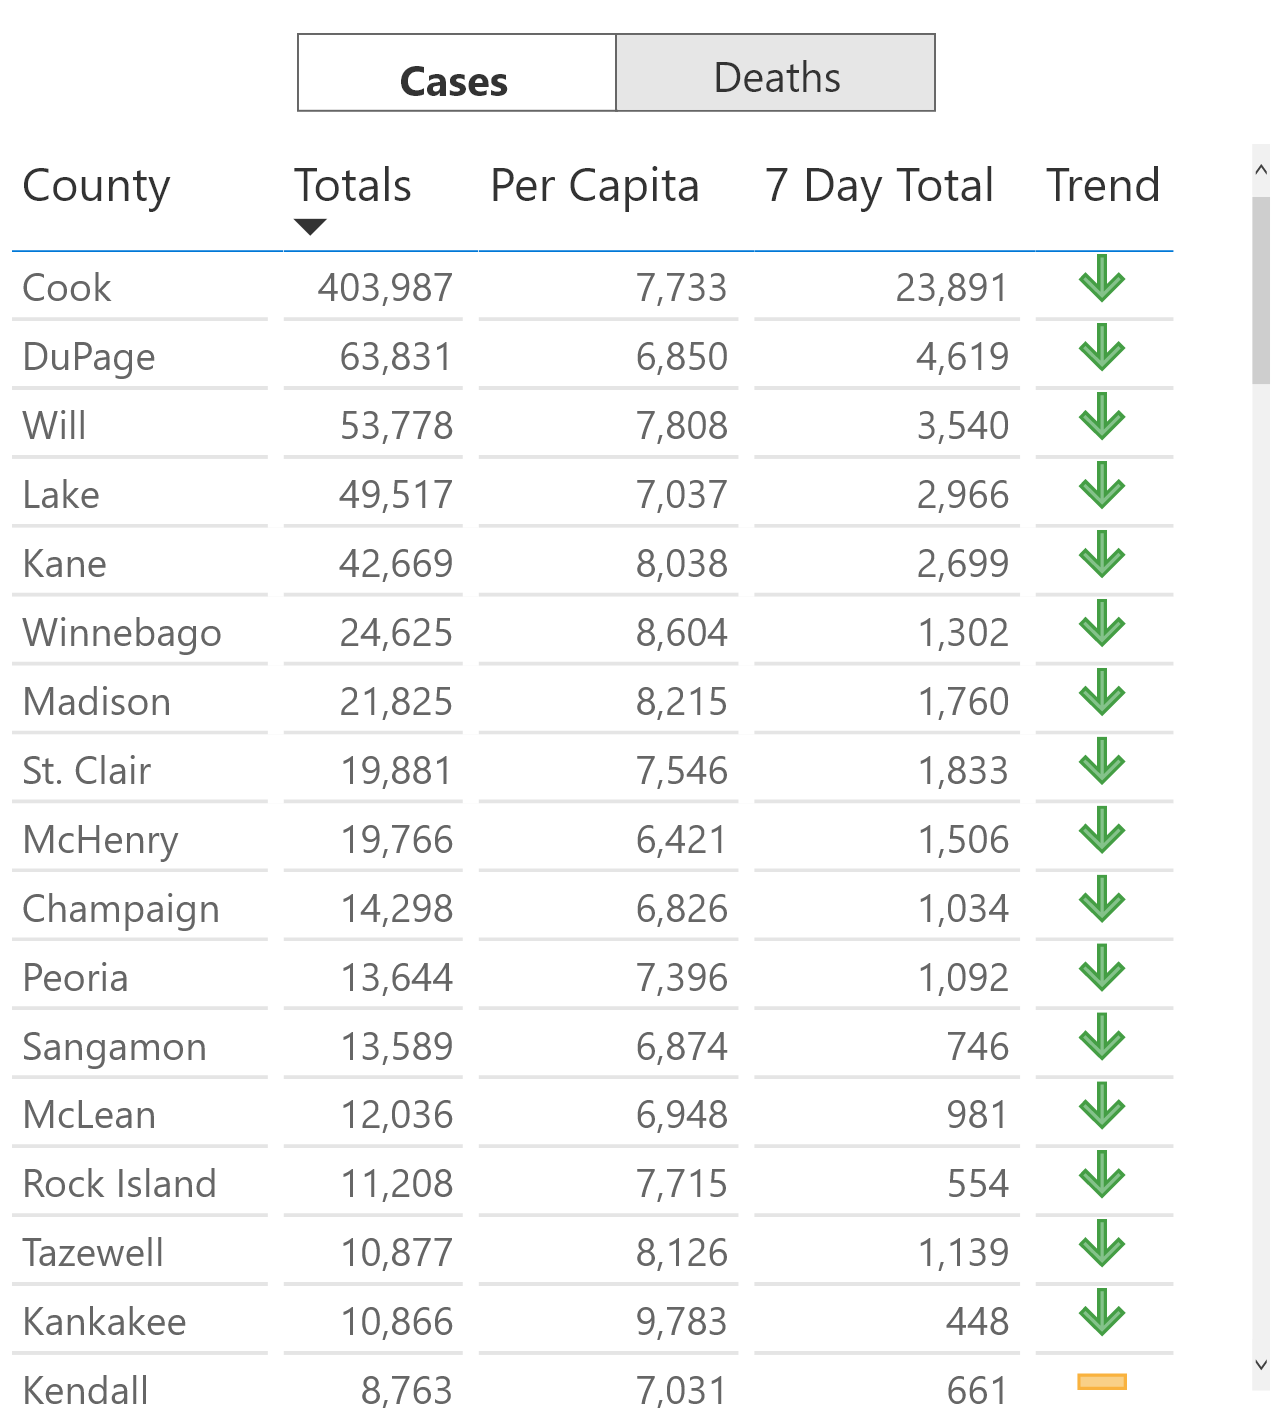 Cases Deaths
County Totals Per Capita 7 Day Total Trend
Cook 403,987 7,733 23,891
DuPage 63,831 6,850 4,619
Will 53,778 7,808 3,540
Lake 49,517 7,037 2,966
Kane 42,669 8,038 2,699
Winnebago 24,625 8,604 1,302
Madison 21,825 8,215 1,760
St. Clair 19,881 7,546 1,833
McHenry 19,766 6,421 1,506
Champaign 14,298 6,826 1,034
Peoria 13,644 7,396 1,092
Sangamon 13,589 6,874 746
McLean 12,036 6,948 981
Rock Island 11,208 7,715 554
Tazewell 10,877 8,126 1,139
Kankakee 10,866 9,783 448
Kendall 8,763 7,031 661